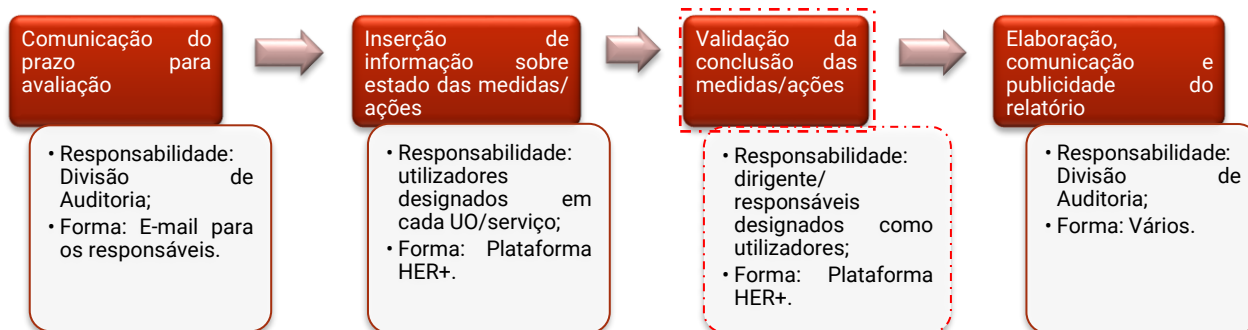 Comunicação do
prazo para
avaliação
• Responsabilidade:
Divisão de
Auditoria;
• Forma: E-mail para
os responsáveis.
Inserção de
informação sobre
estado das medidas/
ações
• Responsabilidade:
utilizadores
designados em
cada UO/serviço;
• Forma: Plataforma
HER+.
Validação da
conclusão das
medidas/ações
• Responsabilidade:
dirigente/
responsáveis
designados como
utilizadores;
• Forma: Plataforma
HER+.
Elaboração,
comunicação e
publicidade do
relatório
• Responsabilidade:
Divisão de
Auditoria;
• Forma: Vários.